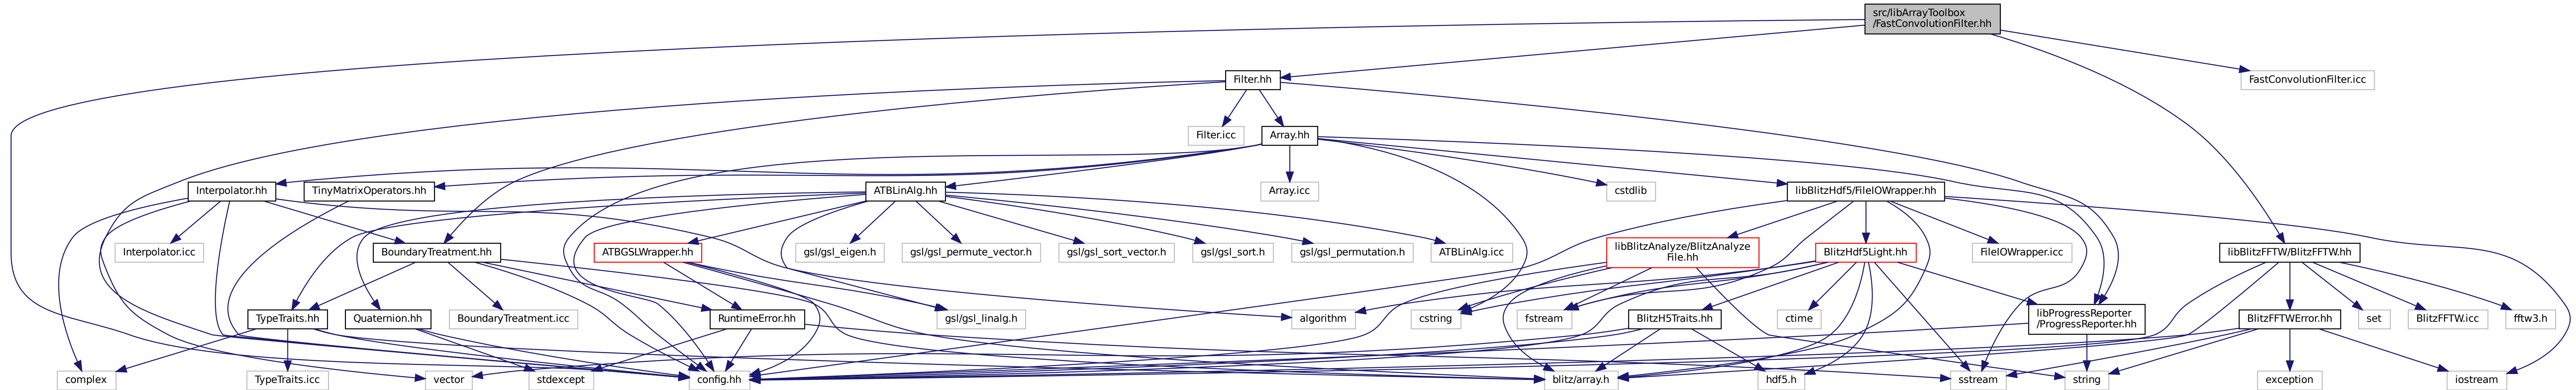 src/libArrayToolbox
/FastConvolutionFilter.hh
Filter.hh
FastConvolutionFilter.icc
Filter.icc
Array.hh
Interpolator.hh
TinyMatrixOperators.hh
ATBLinAlg.hh
Array.icc
cstdlib
libBlitzHdf5/FileIOWrapper.hh
Interpolator.icc
BoundaryTreatment.hh
ATBGSLWrapper.hh
gsl/gsl_eigen.h
gsl/gsl_permute_vector.h
gsl/gsl_sort_vector.h
gsl/gsl_sort.h
gsl/gsl_permutation.h
ATBLinAlg.icc
libBlitzAnalyze/BlitzAnalyze
File.hh
BlitzHdf5Light.hh
FileIOWrapper.icc
libBlitzFFTW/BlitzFFTW.hh
TypeTraits.hh
Quaternion.hh
BoundaryTreatment.icc
RuntimeError.hh
gsl/gsl_linalg.h
algorithm
cstring
fstream
BlitzH5Traits.hh
ctime
libProgressReporter
/ProgressReporter.hh
BlitzFFTWError.hh
set
BlitzFFTW.icc
fftw3.h
complex
TypeTraits.icc
vector
stdexcept
config.hh
blitz/array.h
hdf5.h
sstream
string
exception
iostream